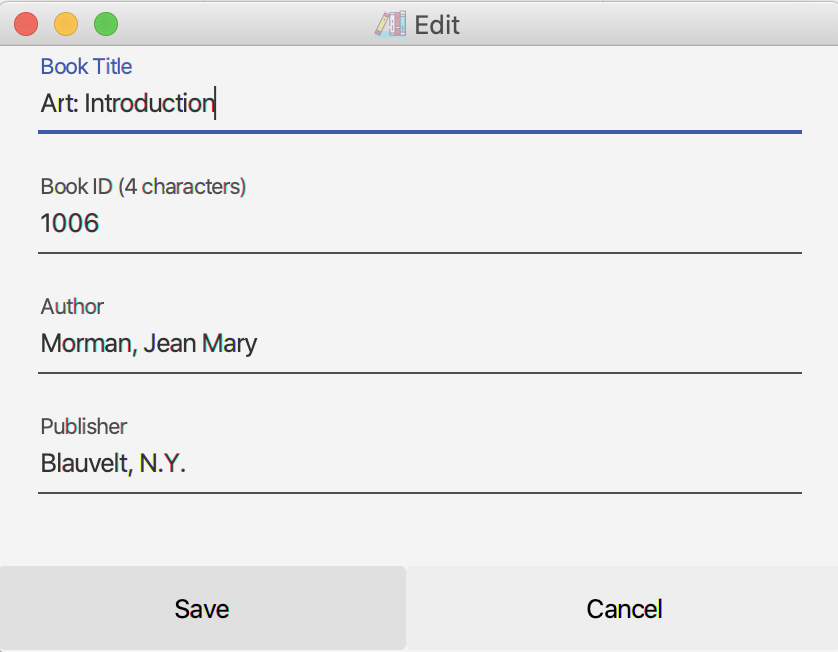 Edit
Book Title
Art: Introduction
Book ID (4 characters)
1006
Author
Morman, Jean Mary
Publisher
Blauvelt, N.Y.
Save
Cancel